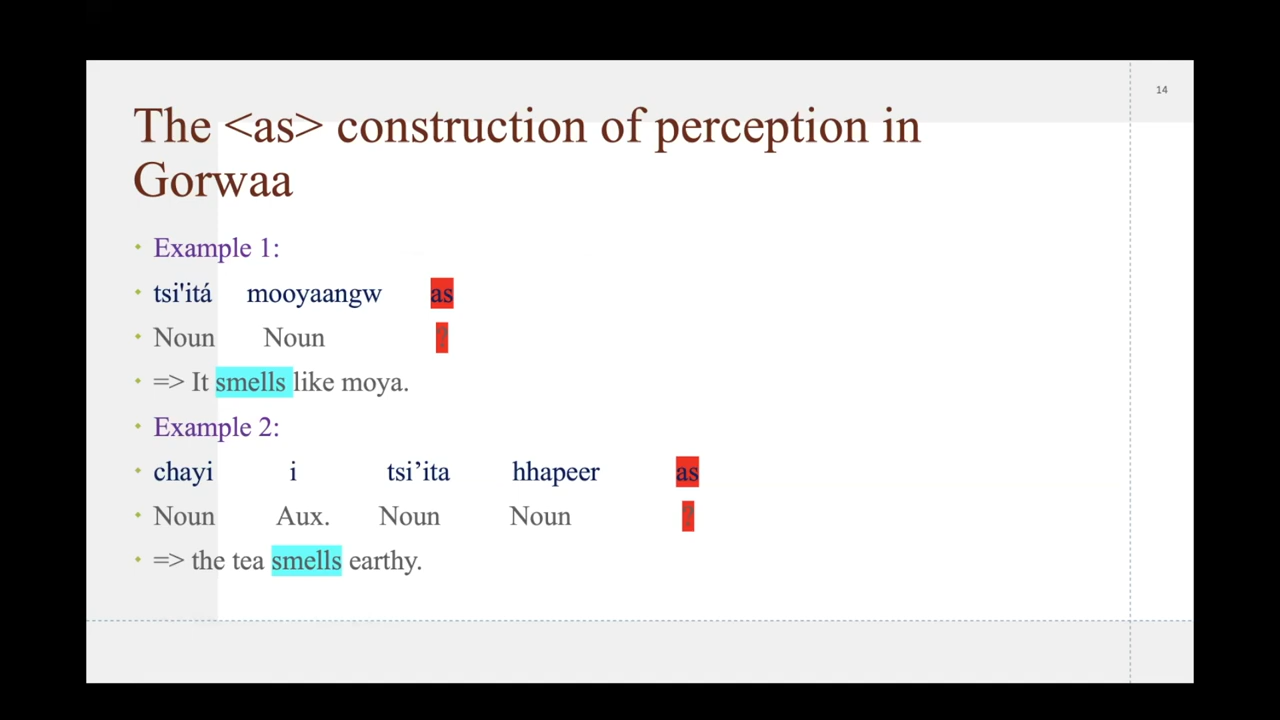 14
The <as> construction of perception in
Gorwaa
Example 1:
tsi'itá mooyaangw as
Noun Noun ?
=> It smells like moya.
Example 2:
chayi i tsi’ita hhapeer as
Noun Aux. Noun Noun ?
=> the tea smells earthy.